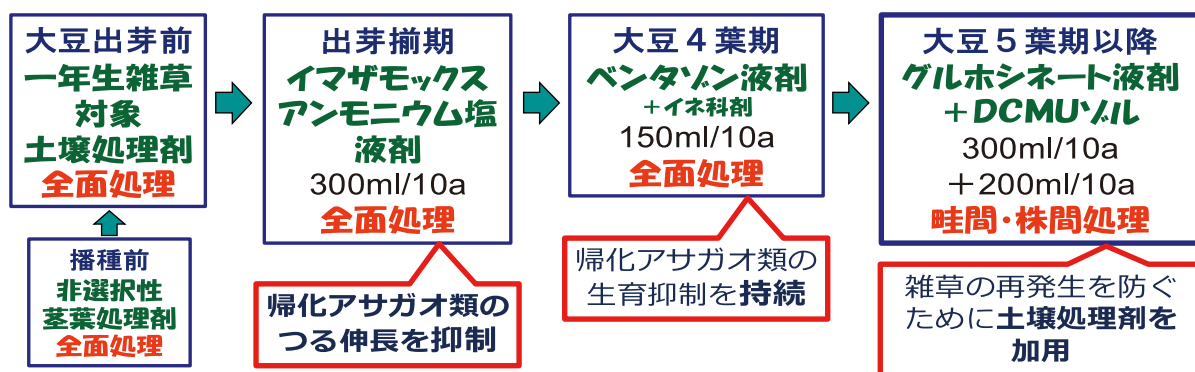 大豆出芽前
一年生雑草
対象
土壌処理剤
全面処理
播種前
非選択性
茎葉処理剤
全面処理
出芽揃期
イマザモックス
アンモニウム塩
液剤
300ml/10a
全面処理
帰化アサガオ類の
つる伸長を抑制
大豆４葉期
ベンタゾン液剤
＋イネ科剤
150ml/10a
全面処理
帰化アサガオ類の
生育抑制を持続
大豆５葉期以降
グルホシネート液剤
＋DCMUゾル
300ml/10a
＋200ml/10a
畦間・株間処理
雑草の再発生を防ぐ
ために土壌処理剤を
加用